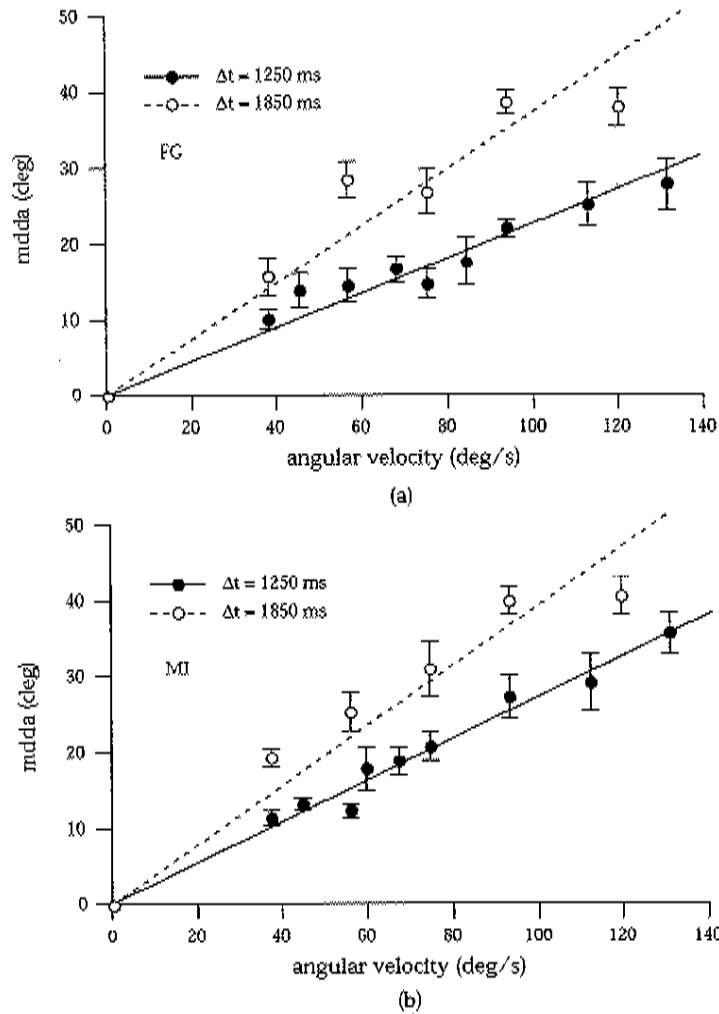 50
Δt = 1250 ms
40
Δt = 1850 ms
FG
30
mdda (deg)
20
10
0
0 20 40 60 80 100 120 140
angular velocity (deg/s)
(a)
50
Δt = 1250 ms
40
Δt = 1850 ms
MI
30
mdda (deg)
20
10
0
0 20 40 60 80 100 120 140
angular velocity (deg/s)
(b)